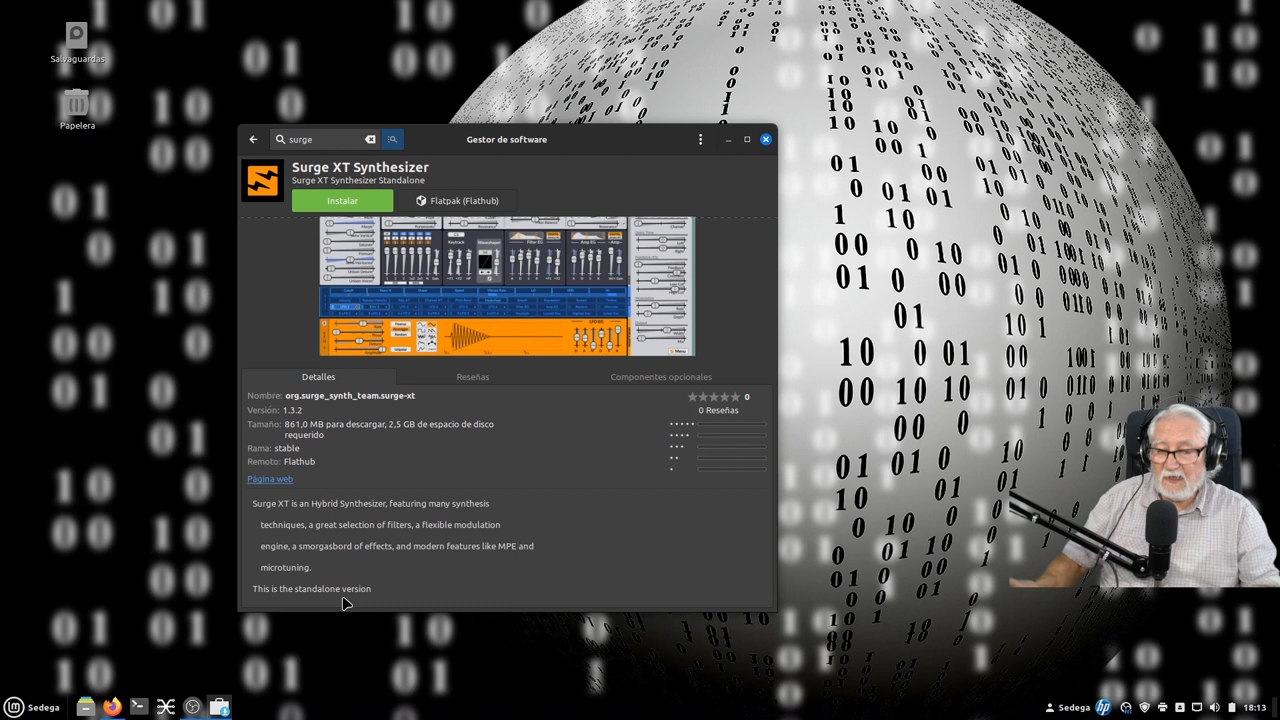 Salvaguardas
Papelera
surge
Gestor de software
Surge XT Synthesizer
Surge XT Synthesizer Standalone
Instalar
Flatpak (Flathub)
Detalles
Reseñas
Componentes opcionales
Nombre: org.surge_synth_team.surge-xt
0
Versión: 1.3.2
0 Reseñas
Tamaño: 861,0 MB para descargar, 2,5 GB de espacio de disco
requerido
Rama: stable
Remoto: Flathub
Página web
Surge XT is an Hybrid Synthesizer, featuring many synthesis
techniques, a great selection of filters, a flexible modulation
engine, a smorgasbord of effects, and modern features like MPE and
microtuning.
This is the standalone version
Sedega
Sedega
hp
18:13